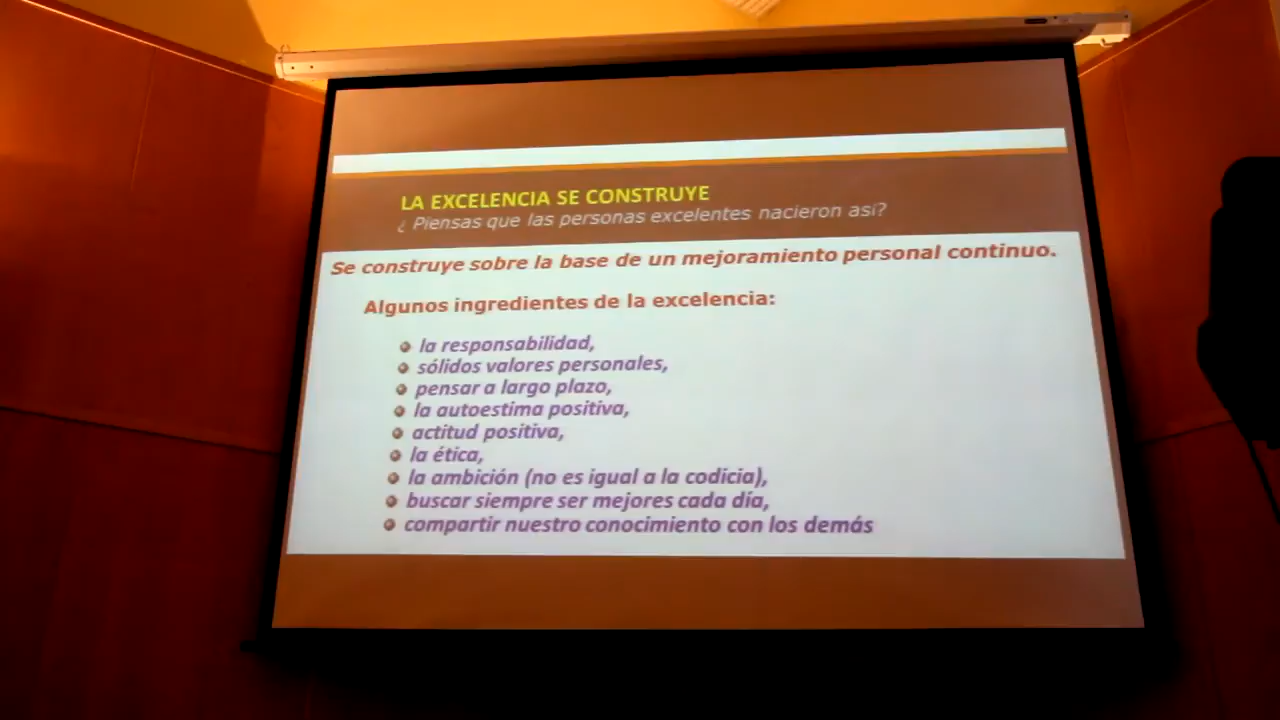 LA EXCELENCIA SE CONSTRUYE
¿ Piensas que las personas excelentes nacieron asi?
Se construye sobre la base de un mejoramiento personal continuo.
Algunos ingredientes de la excelencia:
la responsabilidad,
sólidos valores personales,
pensar a largo plazo,
la autoestima positiva,
actitud positiva,
la ética,
la ambición (no es igual a la codicia),
buscar siempre ser mejores cada día,
compartir nuestro conocimiento con los demás